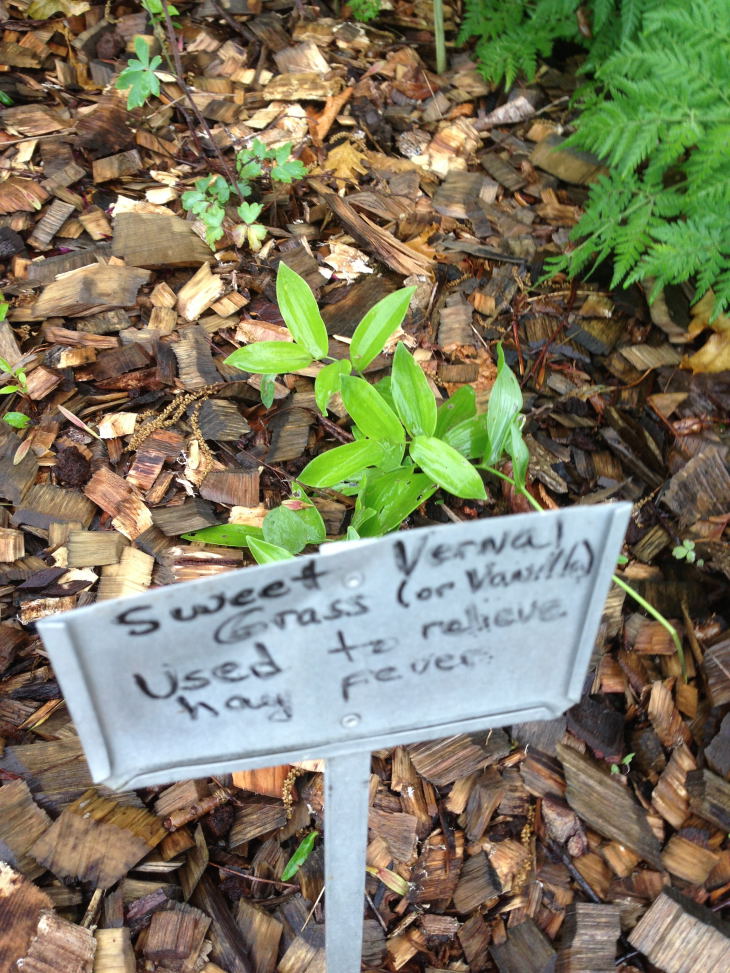 Sweet Vernal
Grass (or Vanilla)
Used to relieve
hay fever.